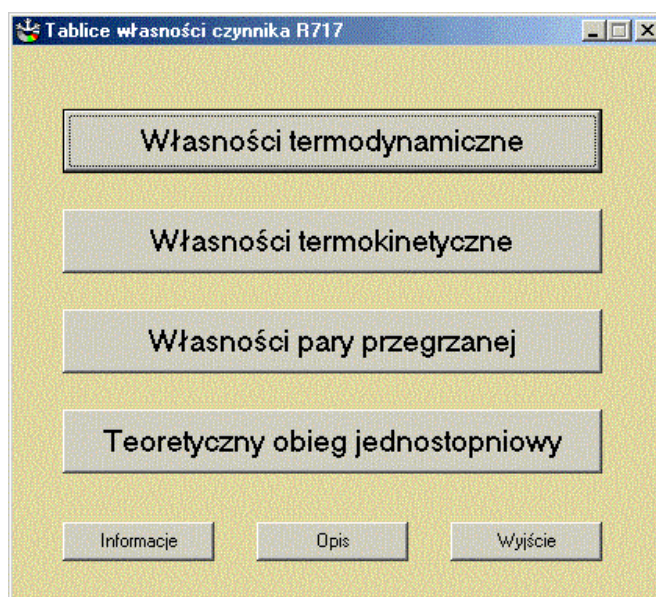 Tablice własności czynnika R717
Własności termodynamiczne
Własności termokinetyczne
Własności pary przegrzanej
Teoretyczny obieg jednostopniowy
Informacje
Opis
Wyjście